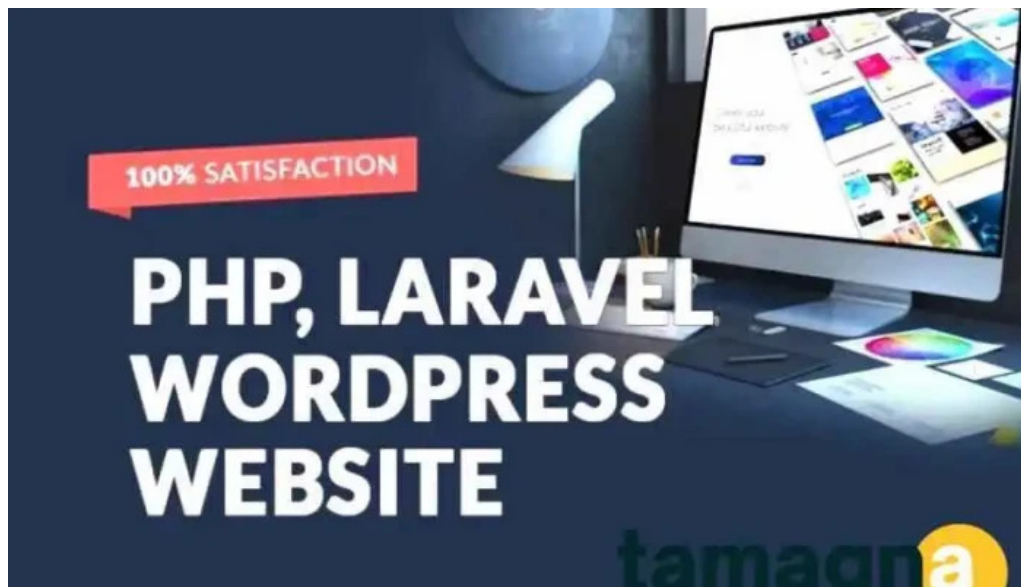 100% SATISFACTION
PHP, LARAVEL
WORDPRESS
WEBSITE
tamagna